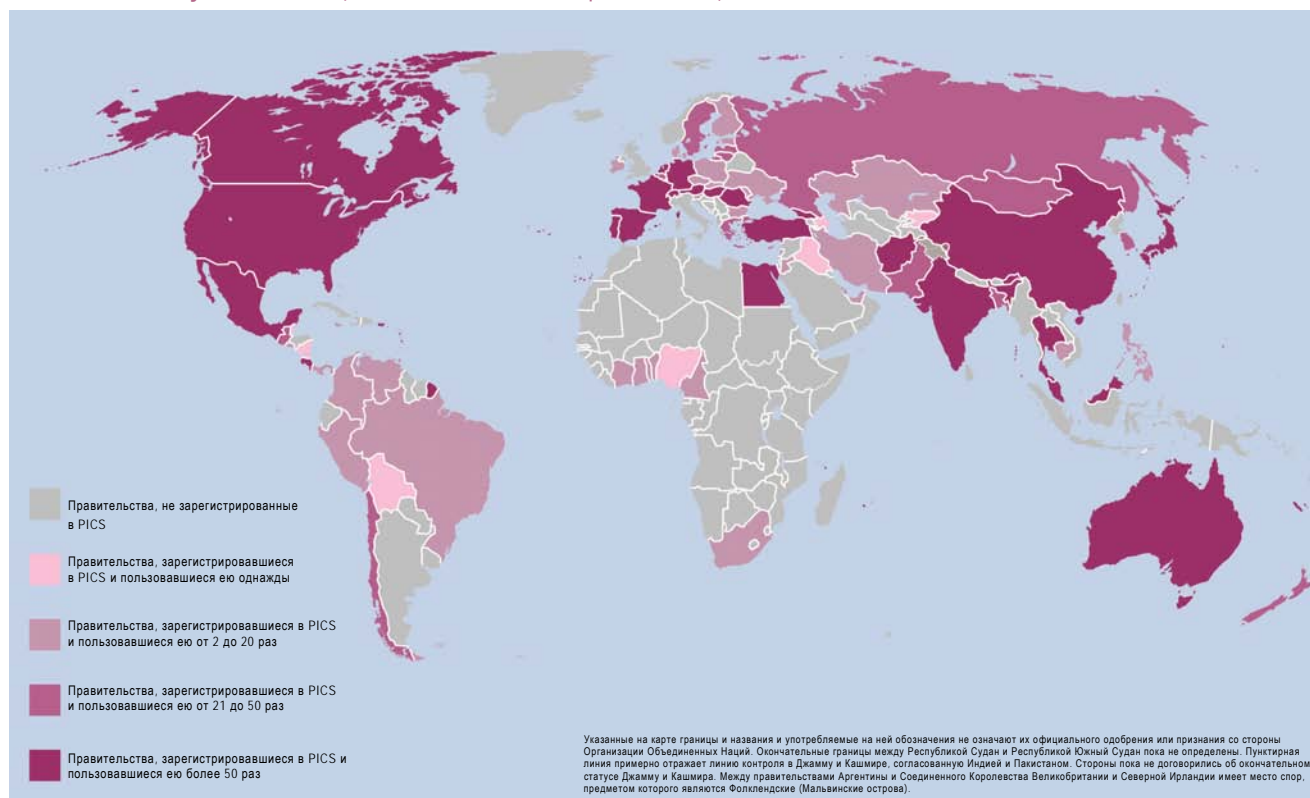 Правительства, не зарегистрированные
в PICS
Правительства, зарегистрировавшиеся
в PICS и пользовавшиеся ею однажды
Правительства, зарегистрировавшиеся в PICS
и пользовавшиеся ею от 2 до 20 раз
Правительства, зарегистрировавшиеся в PICS
и пользовавшиеся ею от 21 до 50 раз
Правительства, зарегистрировавшиеся в PICS и
пользовавшиеся ею более 50 раз
Указанные на карте границы и названия и употребляемые на ней обозначения не означают их официального одобрения или признания со стороны
Организации Объединенных Наций. Окончательные границы между Республикой Судан и Республикой Южный Судан пока не определены. Пунктирная
линия примерно отражает линию контроля в Джамму и Кашмире, согласованную Индией и Пакистаном. Стороны пока не договорились об окончательном
статусе Джамму и Кашмира. Между правительствами Аргентины и Соединенного Королевства Великобритании и Северной Ирландии имеет место спор,
предметом которого являются Фолклендские (Мальвинские острова).